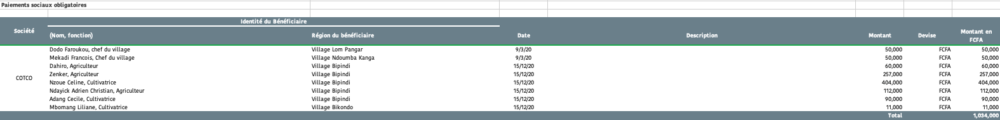 Paiements sociaux obligatoires
Société Identité du Bénéficiaire Date Description Montant Devise Montant en FCFA
(Nom, fonction) Région du bénéficiaire
COTCO
Dodo Faroukou, chef du village Village Lom Pangar 9/3/20 50,000 FCFA 50,000
Mekadi Francois, Chef du village Village Ndoumba Kanga 9/3/20 50,000 FCFA 50,000
Dahiro, Agriculteur Village Bipindi 15/12/20 60,000 FCFA 60,000
Zenker, Agriculteur Village Bipindi 15/12/20 257,000 FCFA 257,000
Nzoue Celine, Cultivatrice Village Bipindi 15/12/20 404,000 FCFA 404,000
Ndayick Adrien Christian, Agriculteur Village Bipindi 15/12/20 112,000 FCFA 112,000
Adang Cecile, Cultivatrice Village Bipindi 15/12/20 90,000 FCFA 90,000
Mbomang Liliane, Cultivatrice Village Bikondo 15/12/20 11,000 FCFA 11,000
Total 1,034,000